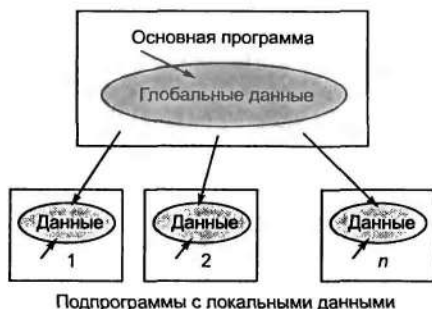 Основная программа
Глобальные данные
Данные Данные Данные
1 2 n
Подпрограммы с локальными данными